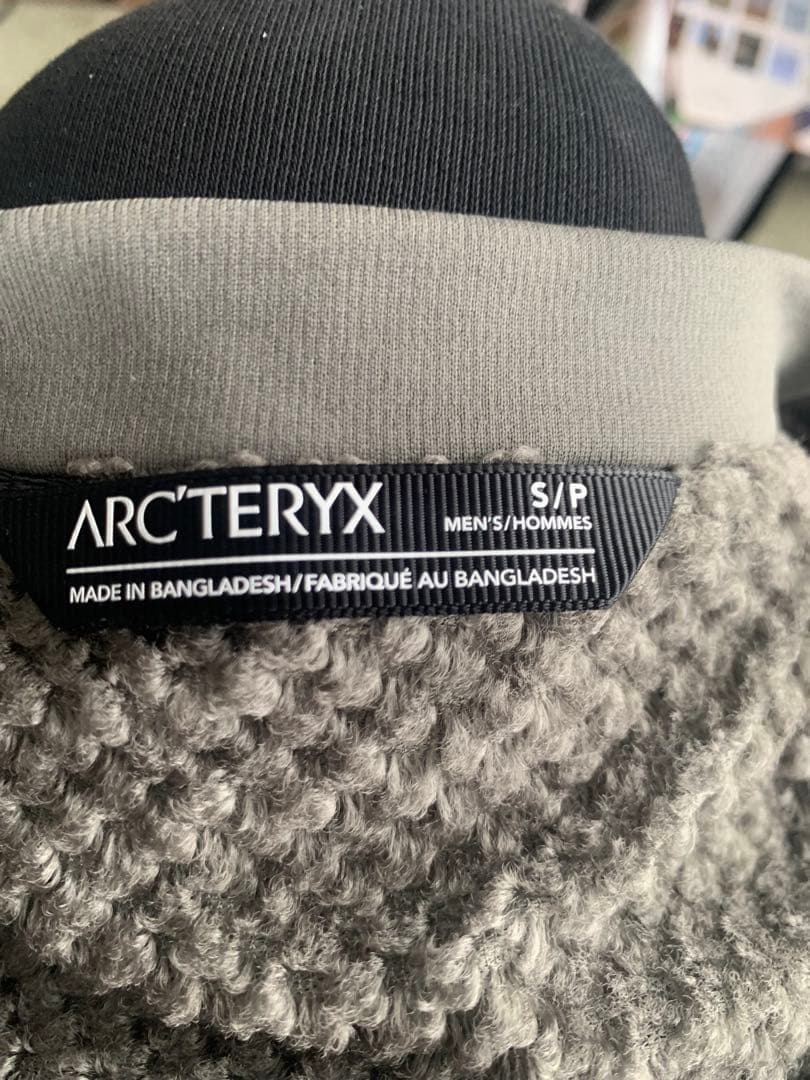 ARC'TERYX
S/P
MEN'S/HOMMES
MADE IN BANGLADESH/FABRIQUÉ AU BANGLADESH